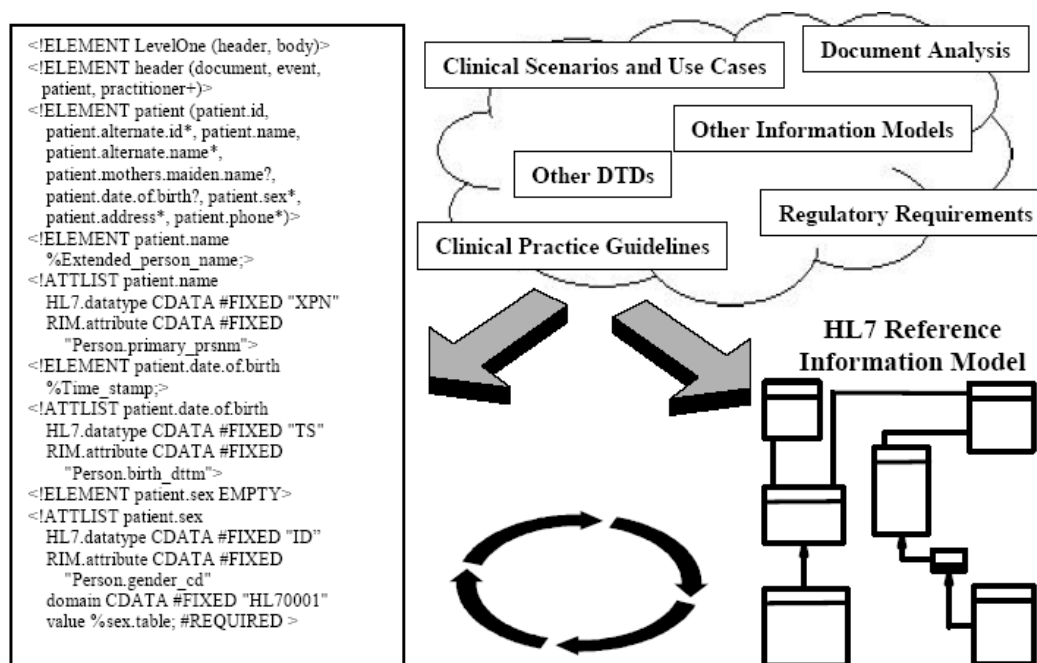 <!ELEMENT LevelOne (header, body)>
<!ELEMENT header (document, event,
patient, practitioner+)>
<!ELEMENT patient (patient.id,
patient.alternate.id*, patient.name,
patient.alternate.name*,
patient.mothers.maiden.name?,
patient.date.of.birth?, patient.sex*,
patient.address*, patient.phone*)>
<!ELEMENT patient.name
%Extended_person_name;>
<!ATTLIST patient.name
HL7.datatype CDATA #FIXED "XPN"
RIM.attribute CDATA #FIXED
"Person.primary_prsnm">
<!ELEMENT patient.date.of.birth
%Time_stamp;>
<!ATTLIST patient.date.of.birth
HL7.datatype CDATA #FIXED "TS"
RIM.attribute CDATA #FIXED
"Person.birth_dttm">
<!ELEMENT patient.sex EMPTY>
<!ATTLIST patient.sex
HL7.datatype CDATA #FIXED "ID"
RIM.attribute CDATA #FIXED
"Person.gender_cd"
domain CDATA #FIXED "HL70001"
value %sex.table; #REQUIRED >
Document Analysis
Clinical Scenarios and Use Cases
Other Information Models
Other DTDs
Regulatory Requirements
Clinical Practice Guidelines
HL7 Reference
Information Model